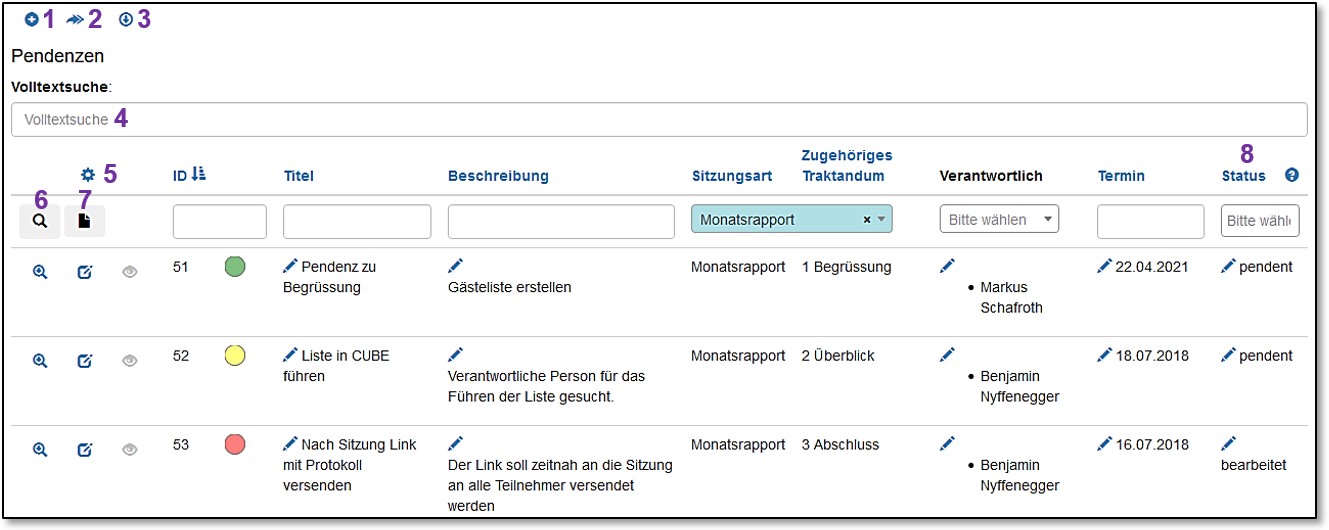 1 2 3
Pendenzen
Volltextsuche:
Volltextsuche 4
5 ID Titel Beschreibung Sitzungsart Zugehöriges Traktandum Verantwortlich Termin 8 Status ?
6 7
Monatsrapport × Bitte wählen Bitte wähl
51 Pendenz zu Monatsrapport 1 Begrüssung 22.04.2021 pendent
Begrüssung Gästeliste erstellen • Markus
Schafroth
52 Liste in CUBE Monatsrapport 2 Überblick 18.07.2018 pendent
führen Verantwortliche Person für das • Benjamin
Führen der Liste gesucht. Nyffenegger
53 Nach Sitzung Link Monatsrapport 3 Abschluss 16.07.2018
mit Protokoll Der Link soll zeitnah an die Sitzung • Benjamin bearbeitet
versenden an alle Teilnehmer versendet Nyffenegger
werden